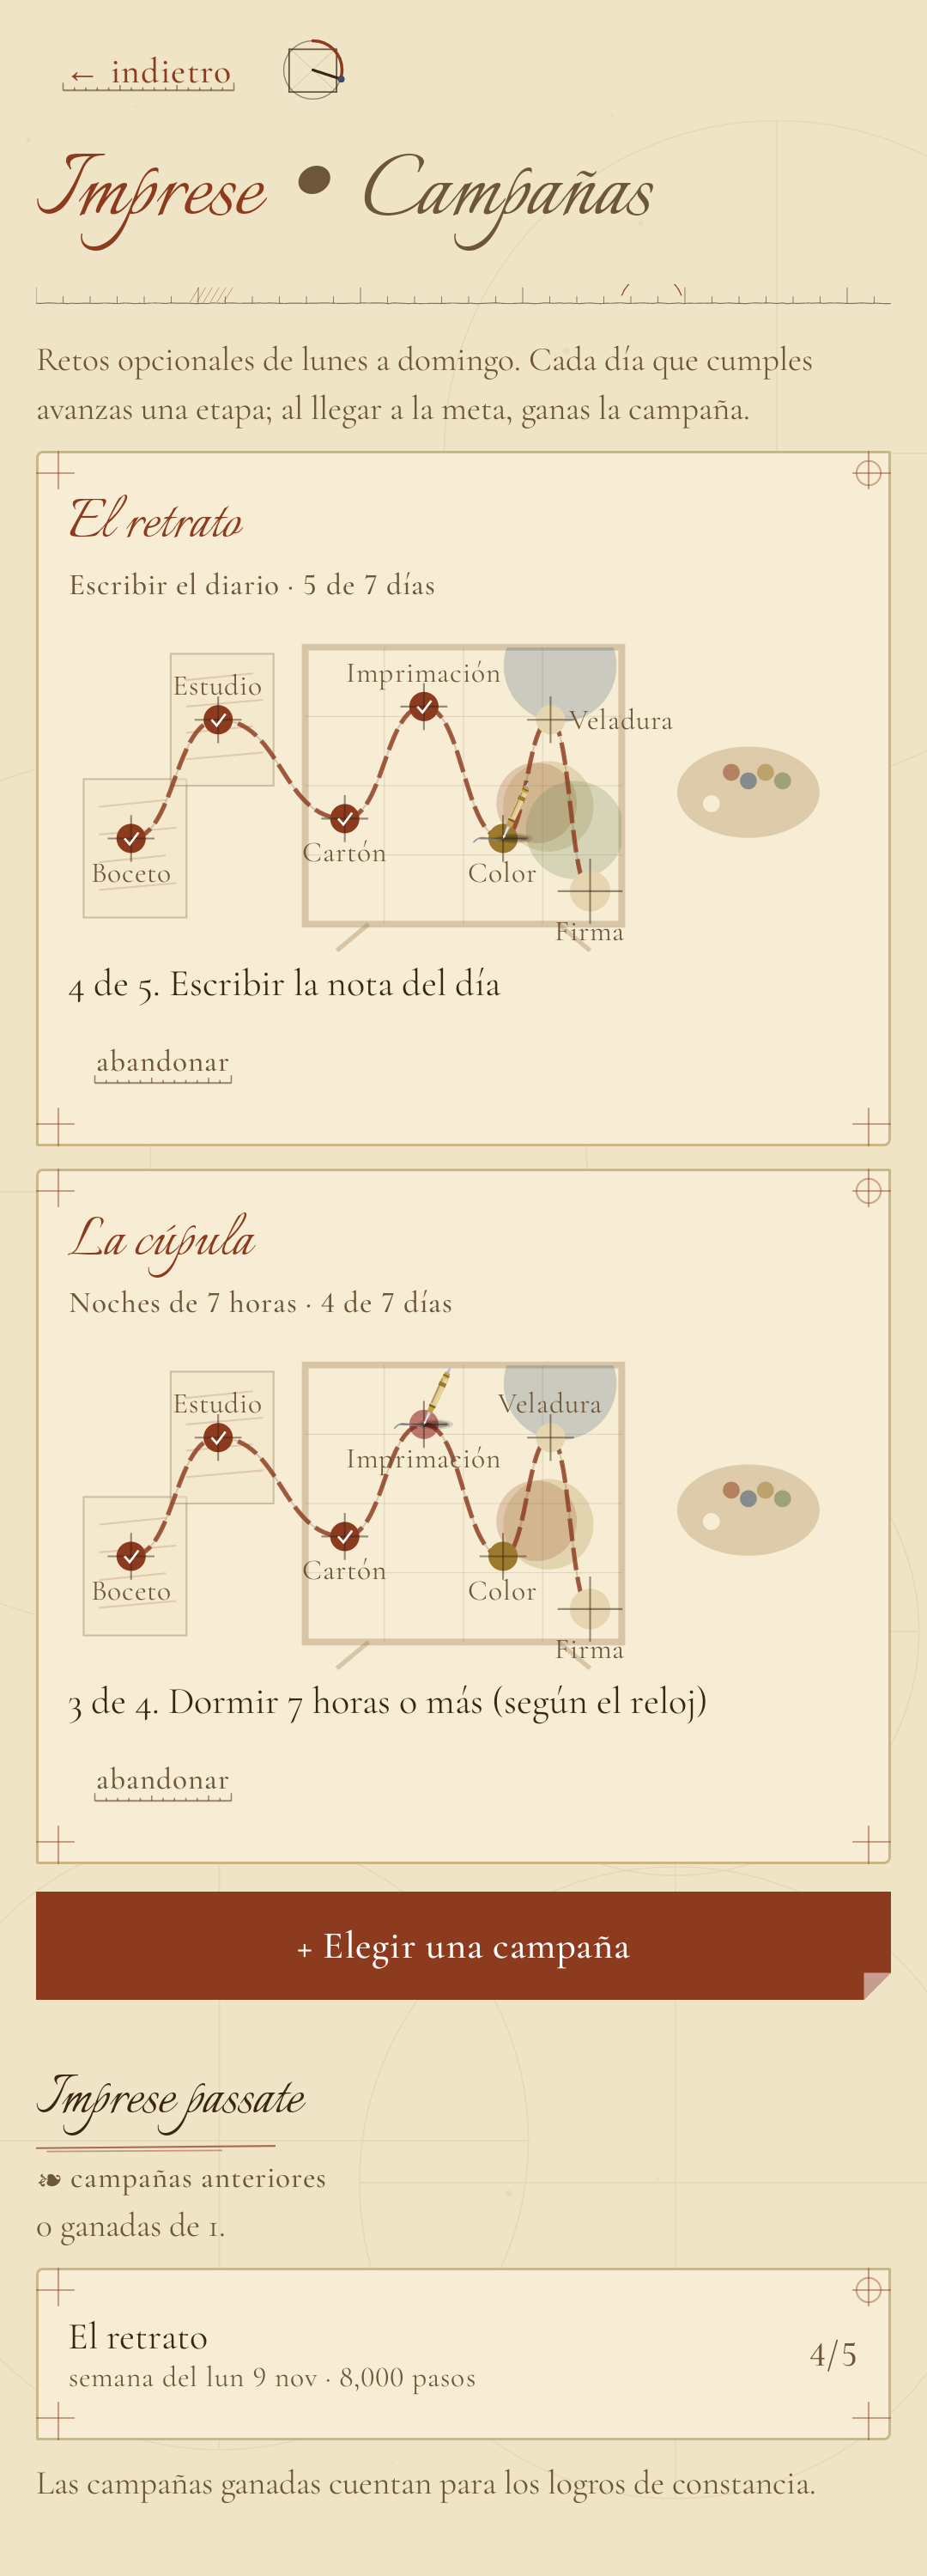 ← indietro
Imprese • Campañas
Retos opcionales de lunes a domingo. Cada día que cumples
avanzas una etapa; al llegar a la meta, ganas la campaña.
El retrato
Escribir el diario · 5 de 7 días
Imprimación
Estudio
Veladura
Cartón
Boceto
Color
Firma
4 de 5. Escribir la nota del día
abandonar
La cúpula
Noches de 7 horas · 4 de 7 días
Estudio
Veladura
Imprimación
Cartón
Boceto
Color
Firma
3 de 4. Dormir 7 horas o más (según el reloj)
abandonar
+ Elegir una campaña
Imprese passate
❧ campañas anteriores
0 ganadas de 1.
El retrato
4/5
semana del lun 9 nov · 8,000 pasos
Las campañas ganadas cuentan para los logros de constancia.